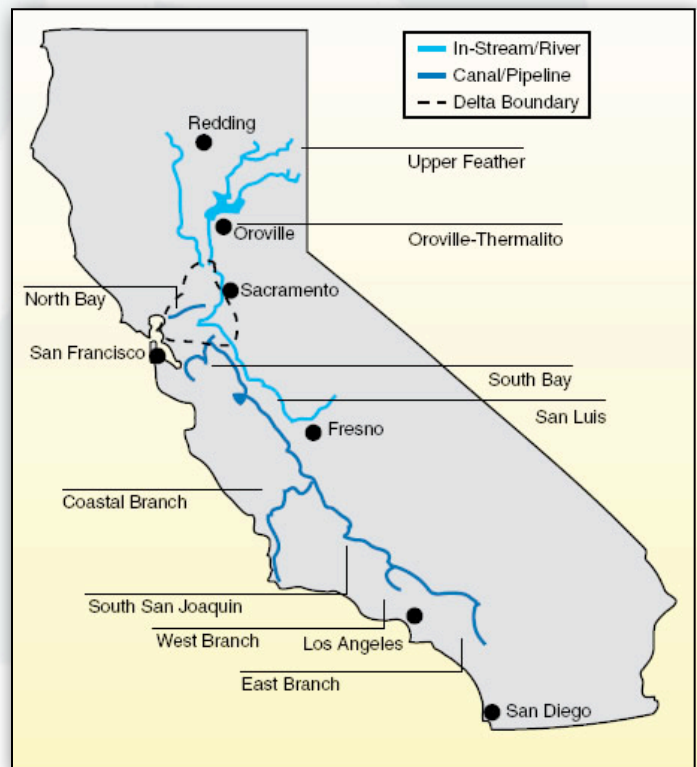 In-Stream/River
Canal/Pipeline
Delta Boundary
Redding
Upper Feather
Oroville
Oroville-Thermalito
Sacramento
North Bay
San Francisco
South Bay
San Luis
Fresno
Coastal Branch
South San Joaquin
West Branch
Los Angeles
East Branch
San Diego